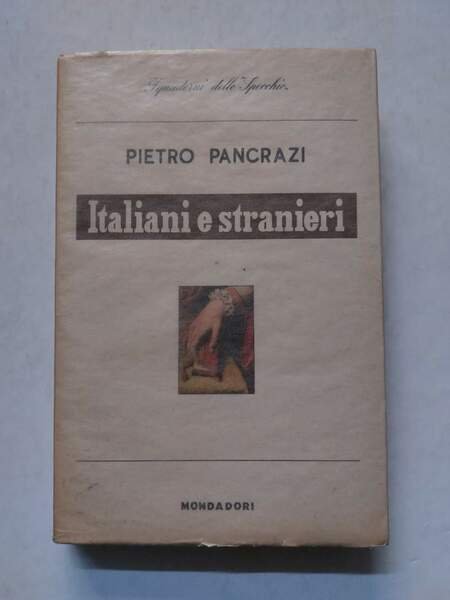 I quaderni dello "Specchio"
PIETRO PANCRAZI
Italiani e stranieri
MONDADORI